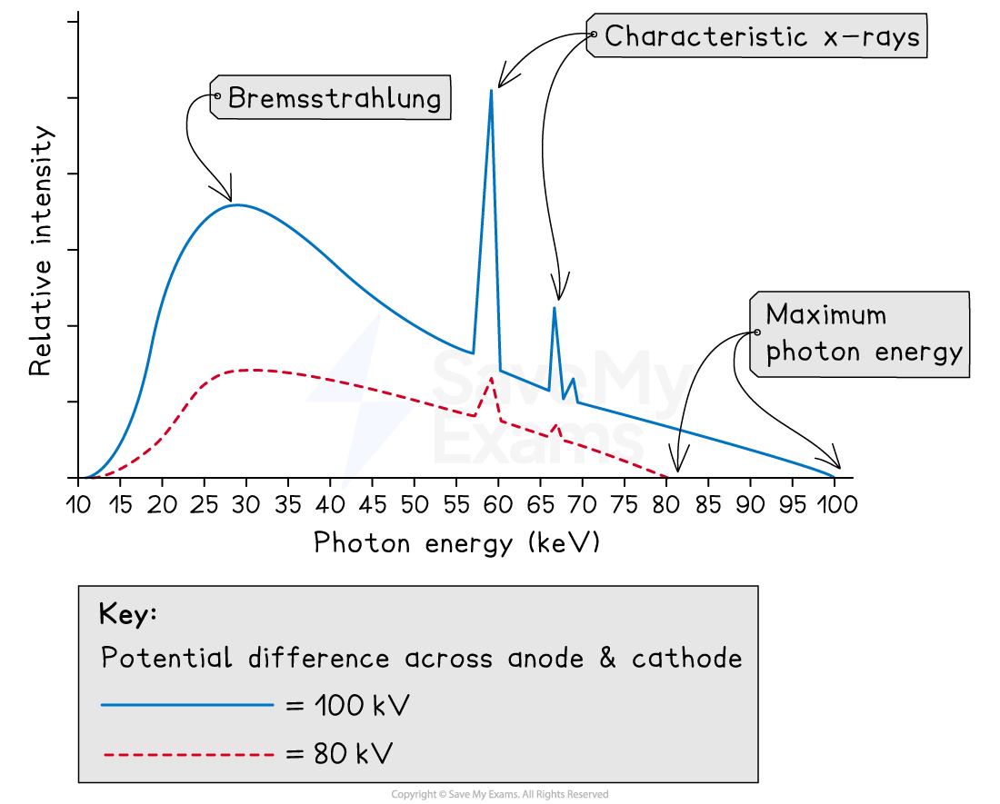 Characteristic x-rays
Bremsstrahlung
Relative intensity
Maximum
photon energy
SaveMy
Exams
10 15 20 25 30 35 40 45 50 55 60 65 70 75 80 85 90 95 100
Photon energy (keV)
Key:
Potential difference across anode & cathode
= 100 kV
= 80 kV
Copyright © Save My Exams. All Rights Reserved